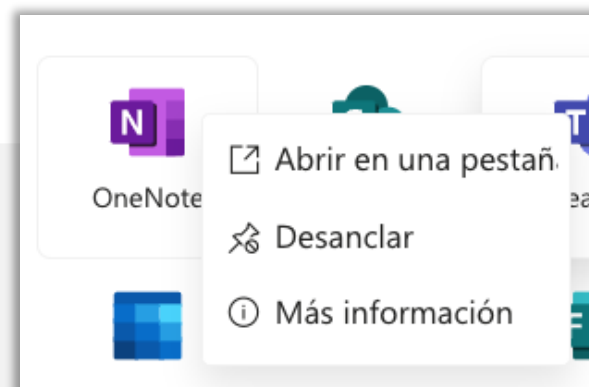 N
T
OneNote
Abrir en una pestañ
Desanclar
Más información
F